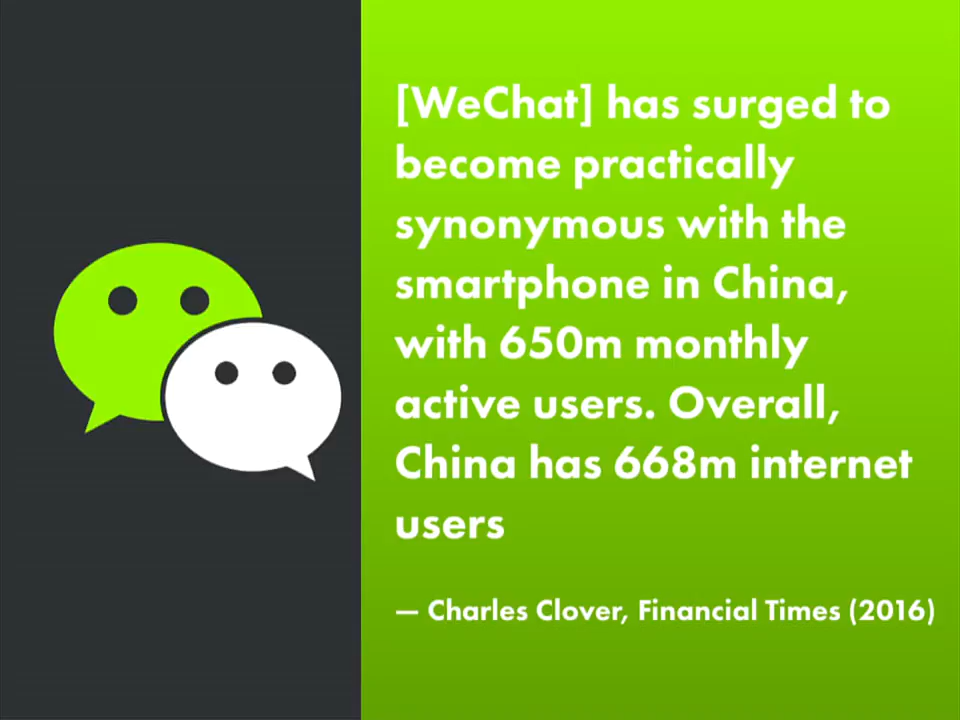 [WeChat] has surged to
become practically
synonymous with the
smartphone in China,
with 650m monthly
active users. Overall,
China has 668m internet
users
— Charles Clover, Financial Times (2016)